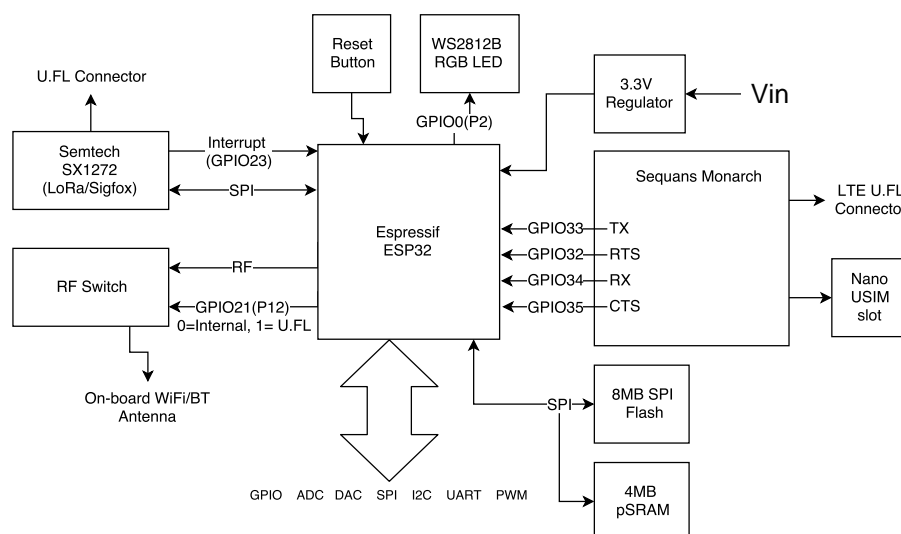 Reset
Button
WS2812B
RGB LED
U.FL Connector
3.3V
Regulator
Vin
GPIO0(P2)
Semtech
SX1272
(LoRa/Sigfox)
Interrupt
(GPIO23)
SPI
Espressif
ESP32
Sequans Monarch
LTE U.FL
Connector
GPIO33
TX
GPIO32
RTS
GPIO34
RX
GPIO35
CTS
RF Switch
RF
GPIO21(P12)
0=Internal, 1= U.FL
Nano
USIM
slot
On-board WiFi/BT
Antenna
SPI
8MB SPI
Flash
4MB
pSRAM
GPIO ADC DAC SPI I2C UART PWM